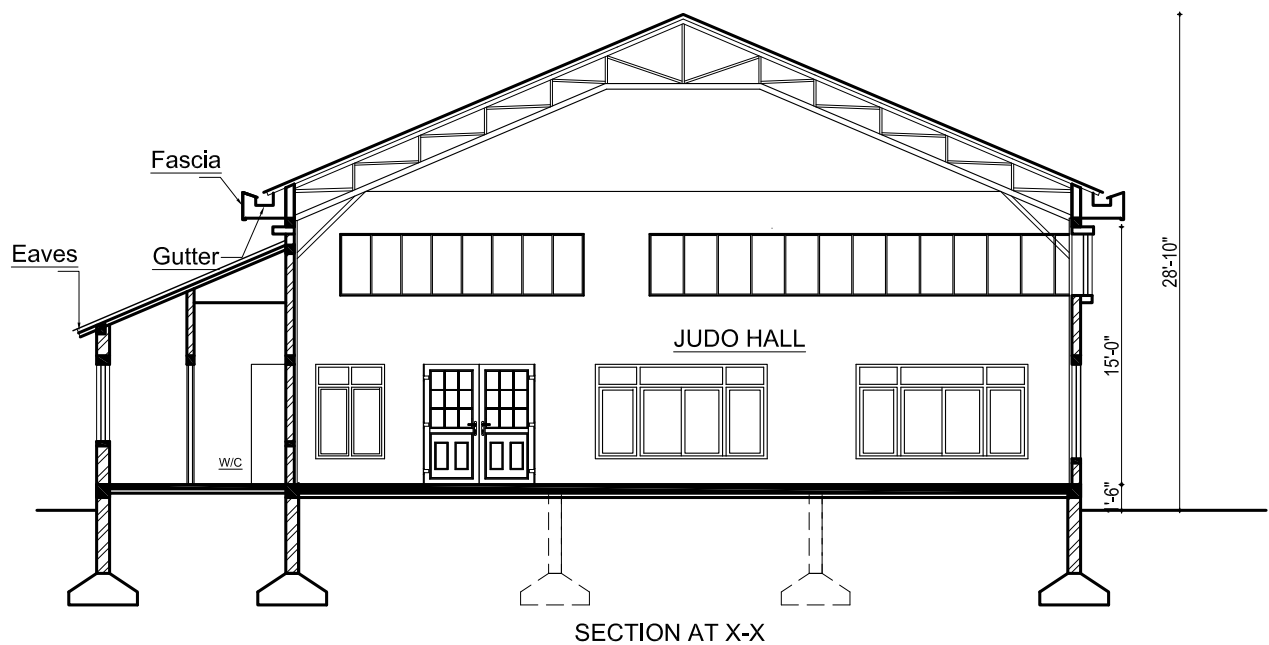 Fascia
Eaves
Gutter
28'-10"
JUDO HALL
15'-0"
W/C
1'-6"
SECTION AT X-X